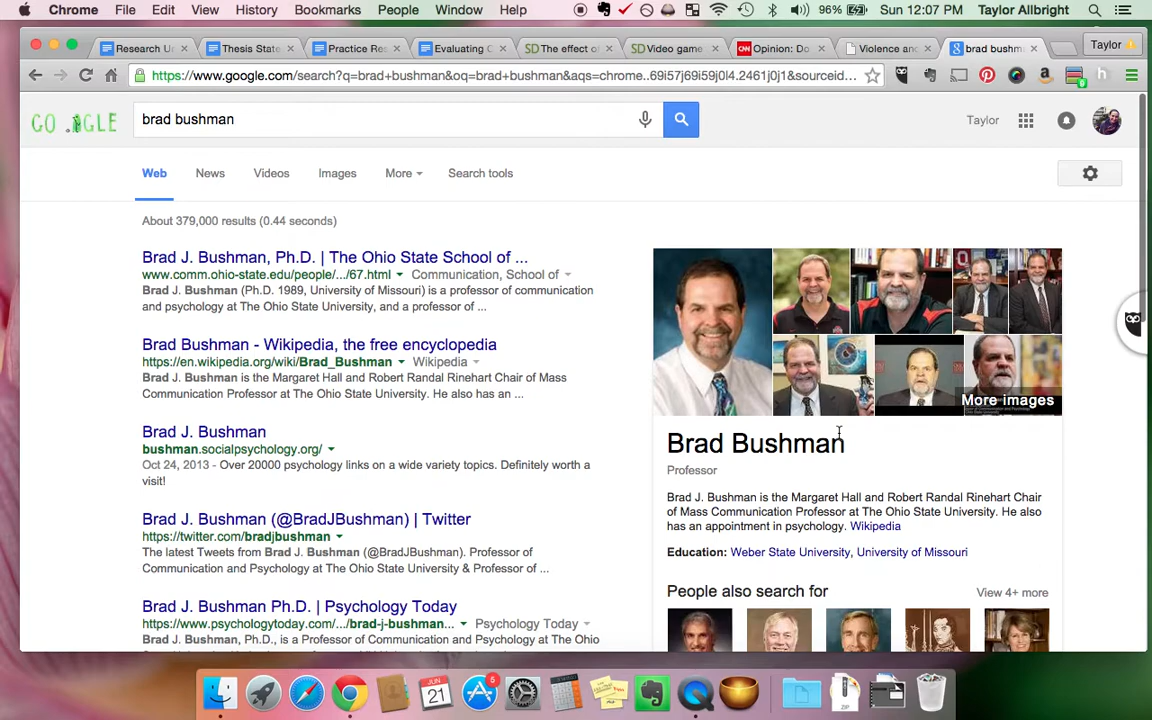 Chrome File Edit View History Bookmarks People Window Help 96% Sun 12:07 PM Taylor Allbright
Research U Thesis State Practice Res Evaluating C SD The effect o SD Video game CNN Opinion: Do Violence and brad bushm Taylor
https://www.google.com/search?q=brad+bushman&oq=brad+bushman&aqs=chrome..69i57j69i59j0l4.2461j0j1&sourceid...
GO GLE brad bushman Taylor
Web News Videos Images More Search tools
About 379,000 results (0.44 seconds)
Brad J. Bushman, Ph.D. | The Ohio State School of ...
www.comm.ohio-state.edu/people/.../67.html Communication, School of
Brad J. Bushman (Ph.D. 1989, University of Missouri) is a professor of communication
and psychology at The Ohio State University, and a professor of ...
Brad Bushman - Wikipedia, the free encyclopedia
https://en.wikipedia.org/wiki/Brad_Bushman Wikipedia
Brad J. Bushman is the Margaret Hall and Robert Randal Rinehart Chair of Mass
Communication Professor at The Ohio State University. He also has an ...
Brad J. Bushman
bushman.socialpsychology.org/
Oct 24, 2013 - Over 20000 psychology links on a wide variety topics. Definitely worth a
visit!
Brad J. Bushman (@BradJBushman) | Twitter
https://twitter.com/bradjbushman
The latest Tweets from Brad J. Bushman (@BradJBushman). Professor of
Communication and Psychology at The Ohio State University & Professor of ...
Brad J. Bushman Ph.D. | Psychology Today
https://www.psychologytoday.com/.../brad-j-bushman... Psychology Today
Brad J. Bushman, Ph.D., is a Professor of Communication and Psychology at The Ohio
More images
Brad Bushman
Professor
Brad J. Bushman is the Margaret Hall and Robert Randal Rinehart Chair
of Mass Communication Professor at The Ohio State University. He also
has an appointment in psychology. Wikipedia
Education: Weber State University, University of Missouri
People also search for View 4+ more
JUN
21
5
ZIP